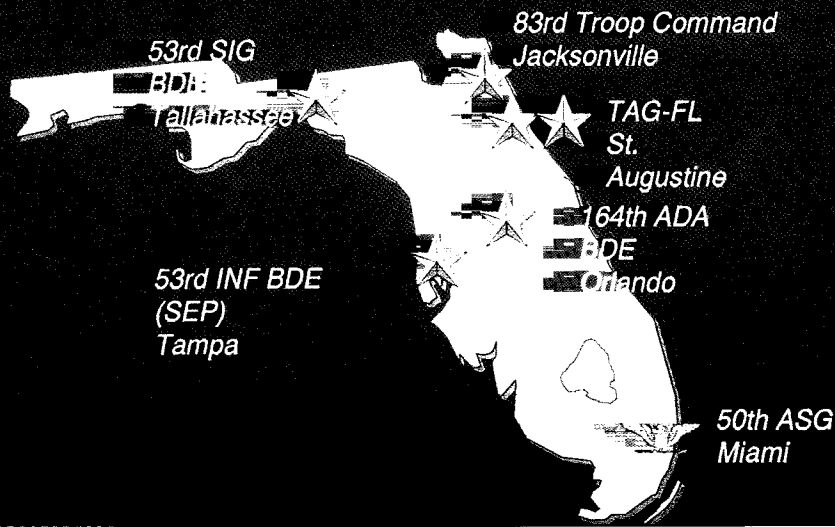 83rd Troop Command
Jacksonville
53rd SIG
BDE
Tallahassee
TAG-FL
St.
Augustine
164th ADA
BDE
Orlando
53rd INF BDE
(SEP)
Tampa
50th ASG
Miami